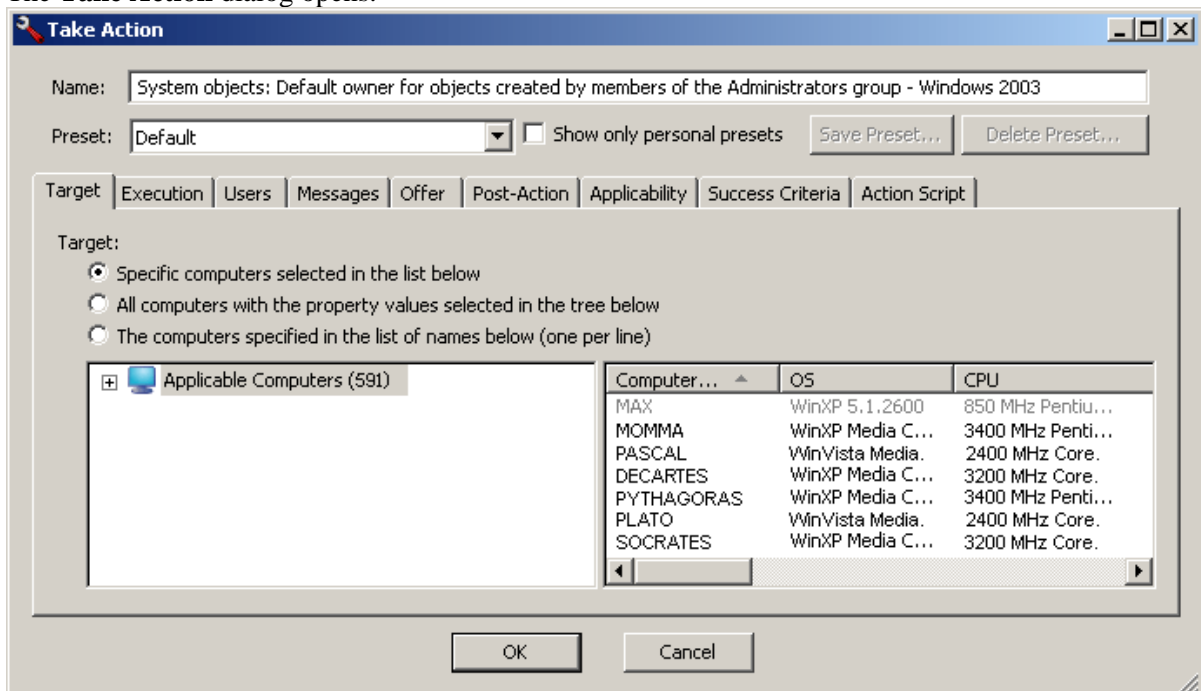 The Take Action dialog opens.
Take Action
Name: System objects: Default owner for objects created by members of the Administrators group - Windows 2003
Preset: Default Show only personal presets Save Preset... Delete Preset...
Target Execution Users Messages Offer Post-Action Applicability Success Criteria Action Script
Target:
Specific computers selected in the list below
All computers with the property values selected in the tree below
The computers specified in the list of names below (one per line)
Applicable Computers (591) Computer... OS CPU
MAX WinXP 5.1.2600 850 MHz Pentiu...
MOMMA WinXP Media C... 3400 MHz Penti...
PASCAL WinVista Media. 2400 MHz Core.
DECARTES WinXP Media C... 3200 MHz Core.
PYTHAGORAS WinXP Media C... 3400 MHz Penti...
PLATO WinVista Media. 2400 MHz Core.
SOCRATES WinXP Media C... 3200 MHz Core.
OK Cancel